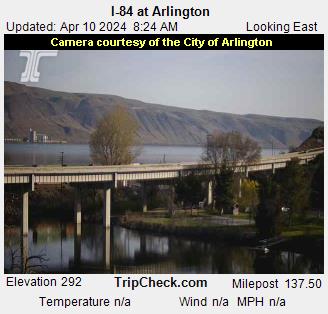 I-84 at Arlington
Updated: Apr 10 2024 8:24 AM Looking East
Camera courtesy of the City of Arlington
Elevation 292 TripCheck.com Milepost 137.50
Temperature n/a Wind n/a MPH n/a